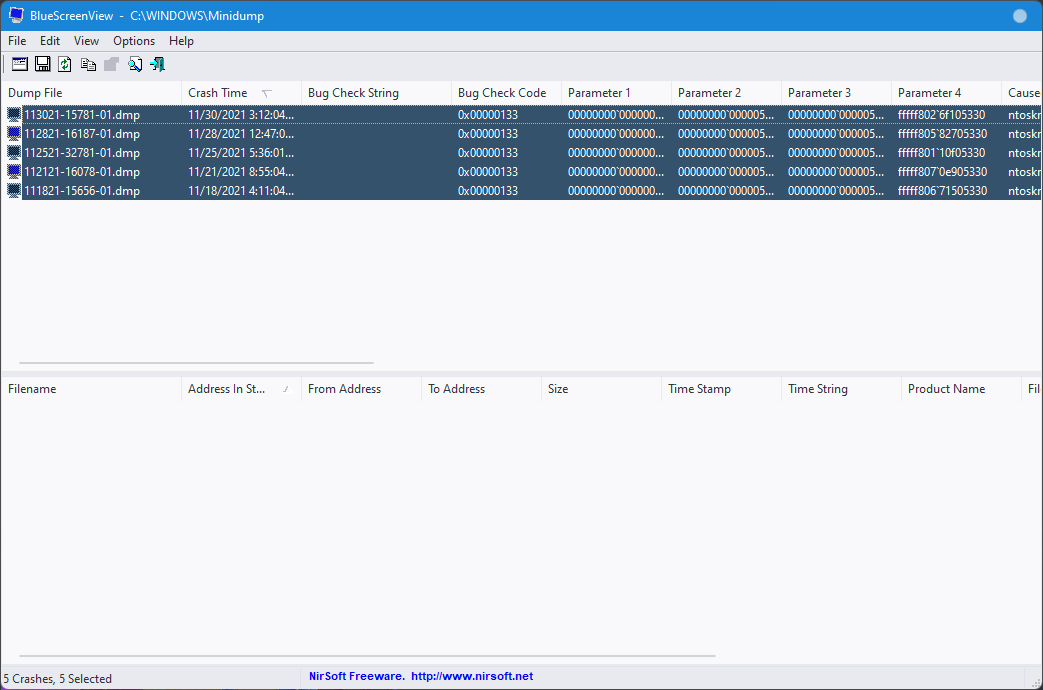 BlueScreenView - C:\WINDOWS\Minidump
File Edit View Options Help
Dump File Crash Time Bug Check String Bug Check Code Parameter 1 Parameter 2 Parameter 3 Parameter 4 Cause
113021-15781-01.dmp 11/30/2021 3:12:04... 0x00000133 00000000`000000... 00000000`000005... 00000000`000005... fffff802`6f105330 ntoskr
112821-16187-01.dmp 11/28/2021 12:47:0... 0x00000133 00000000`000000... 00000000`000005... 00000000`000005... fffff805`82705330 ntoskr
112521-32781-01.dmp 11/25/2021 5:36:01... 0x00000133 00000000`000000... 00000000`000005... 00000000`000005... fffff801`10f05330 ntoskr
112121-16078-01.dmp 11/21/2021 8:55:04... 0x00000133 00000000`000000... 00000000`000005... 00000000`000005... fffff807`0e905330 ntoskr
111821-15656-01.dmp 11/18/2021 4:11:04... 0x00000133 00000000`000000... 00000000`000005... 00000000`000005... fffff806`71505330 ntoskr
Filename Address In St... From Address To Address Size Time Stamp Time String Product Name Fil
5 Crashes, 5 Selected NirSoft Freeware. http://www.nirsoft.net